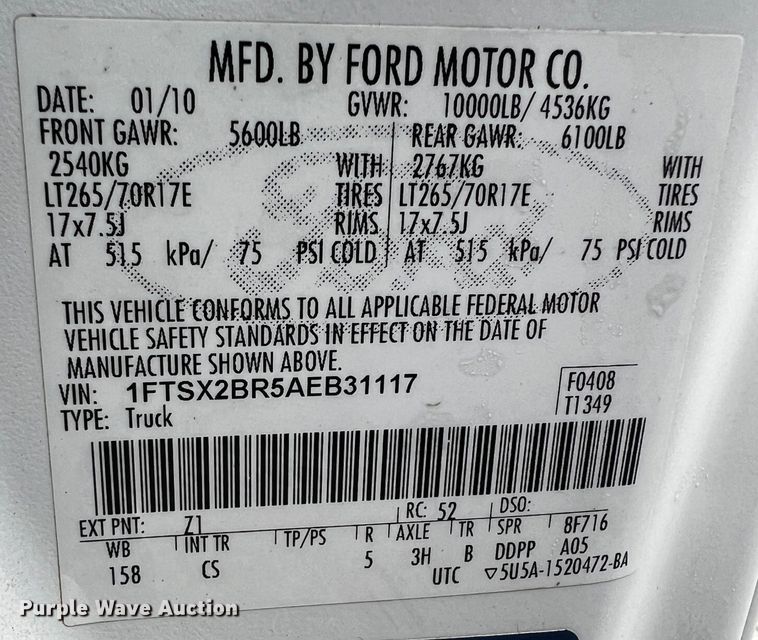 MFD. BY FORD MOTOR CO.
DATE: 01/10 GVWR: 10000LB/ 4536KG
FRONT GAWR: 5600LB REAR GAWR: 6100LB
2540KG WITH 2767KG WITH
LT265/70R17E TIRES LT265/70R17E TIRES
17x7.5J RIMS 17x7.5J RIMS
AT 515 kPa/ 75 PSI COLD AT 515 kPa/ 75 PSI COLD
THIS VEHICLE CONFORMS TO ALL APPLICABLE FEDERAL MOTOR
VEHICLE SAFETY STANDARDS IN EFFECT ON THE DATE OF
MANUFACTURE SHOWN ABOVE.
VIN: 1FTSX2BR5AEB31117 F0408
TYPE: Truck T1349
EXT PNT: Z1 RC: 52 DSO:
WB INT TR TP/PS R AXLE TR SPR 8F716
158 CS 5 3H B DDPP A05
UTC ▽5U5A-1520472-BA
Purple Wave Auction